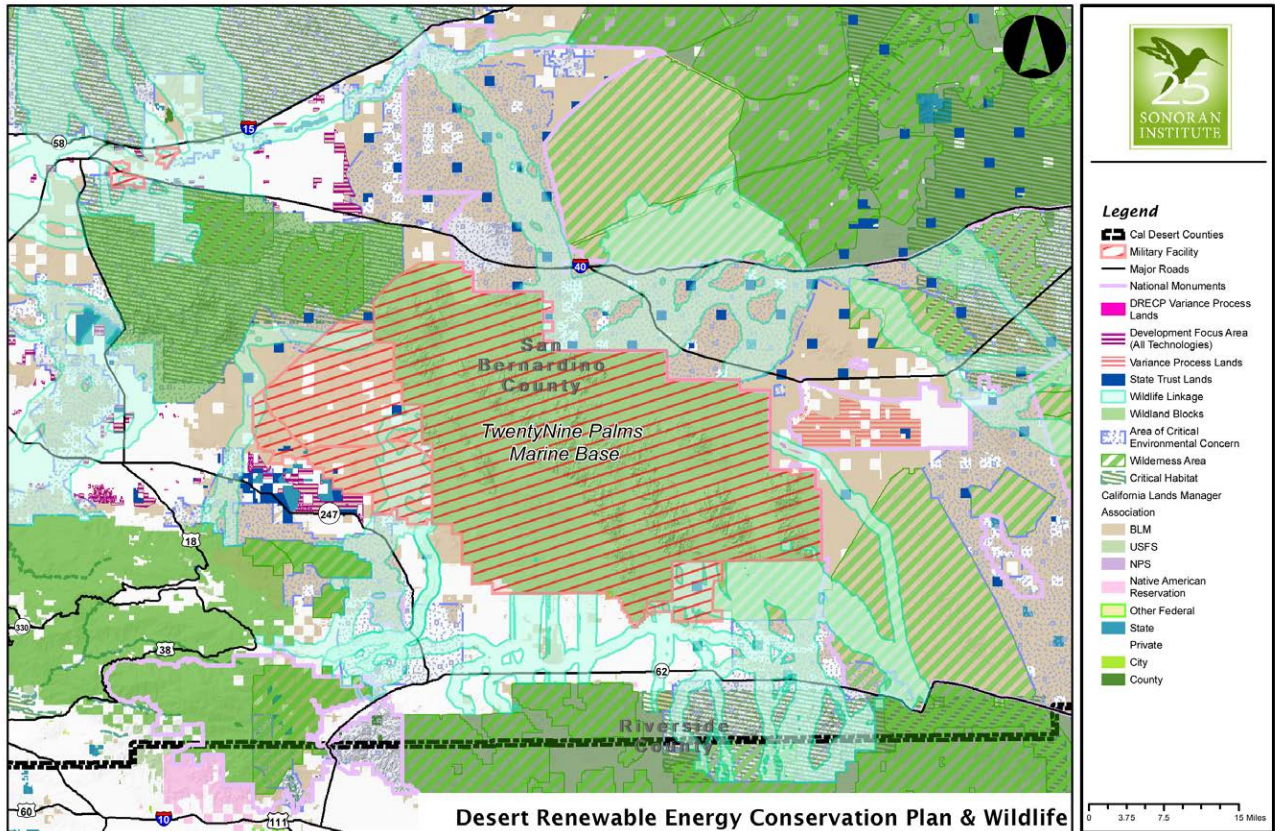 58
15
40
San
Bernardino
County
TwentyNine Palms
Marine Base
247
18
330
38
62
Riverside
County
60
10
111
Desert Renewable Energy Conservation Plan & Wildlife
25
SONORAN
INSTITUTE
Legend
Cal Desert Counties
Military Facility
Major Roads
National Monuments
DRECP Variance Process
Lands
Development Focus Area
(All Technologies)
Variance Process Lands
State Trust Lands
Wildlife Linkage
Wildland Blocks
Area of Critical
Environmental Concern
Wilderness Area
Critical Habitat
California Lands Manager
Association
BLM
USFS
NPS
Native American
Reservation
Other Federal
State
Private
City
County
0 3.75 7.5 15 Miles